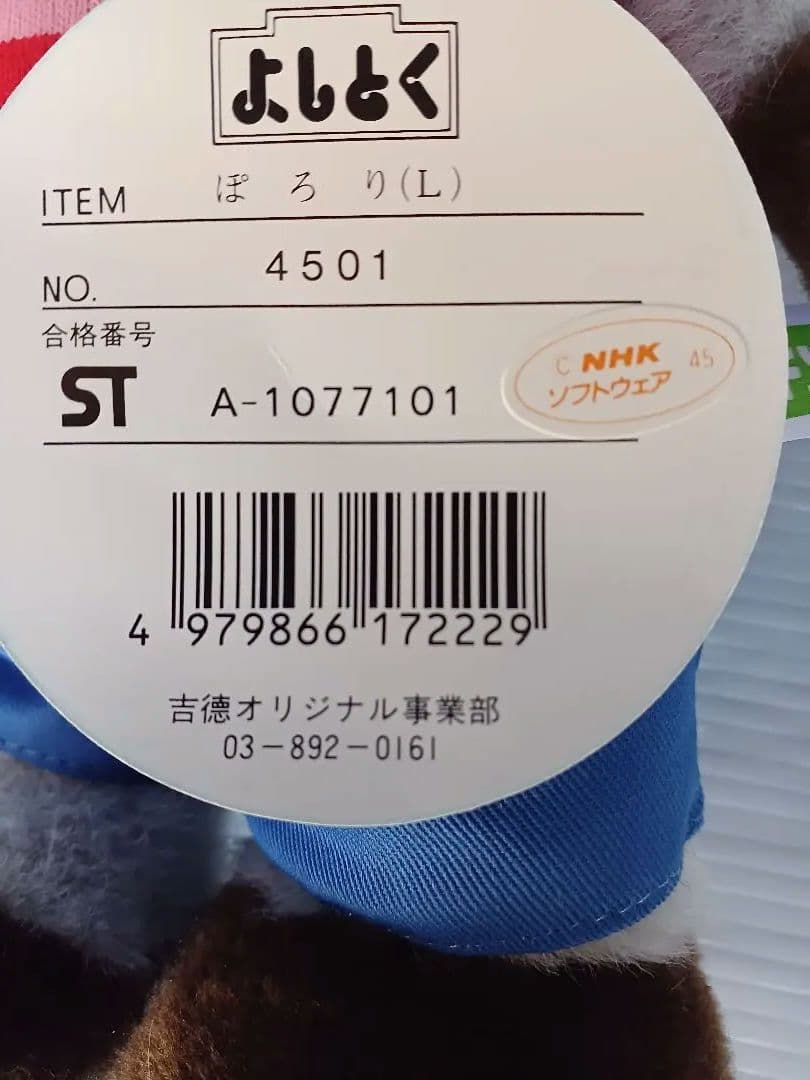 よしとく
ITEM ぽろり(L)
NO. 4501
合格番号
ST A-1077101
C NHK 45
ソフトウェア
4 979866 172229
吉徳オリジナル事業部
03-892-0161